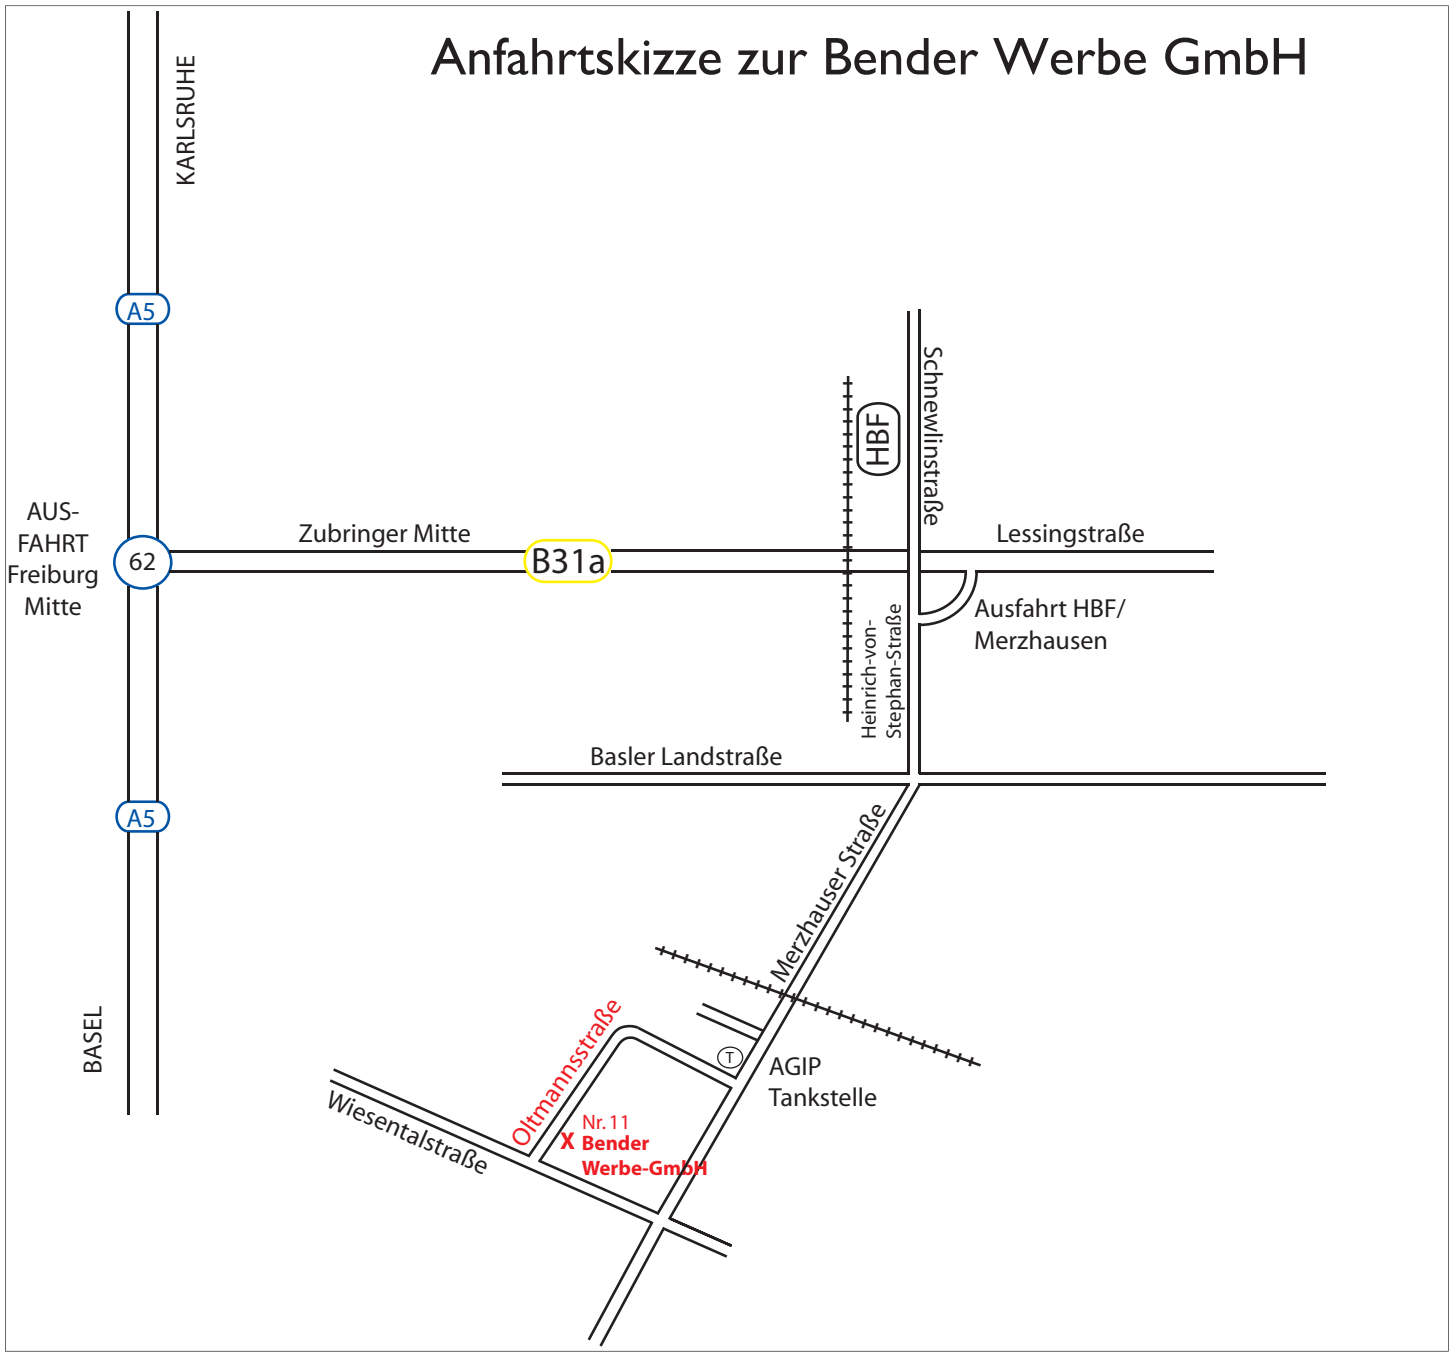 Anfahrtskizze zur Bender Werbe GmbH
KARLSRUHE
A5
Schnewlinstraße
HBF
AUS-
FAHRT
Freiburg
Mitte
62
Zubringer Mitte
B31a
Lessingstraße
Ausfahrt HBF/
Merzhausen
Heinrich-von-
Stephan-Straße
Basler Landstraße
A5
Merzhauser Straße
BASEL
Oltmannsstraße
T
AGIP
Tankstelle
Wiesentalstraße
Nr. 11
X Bender
Werbe-GmbH